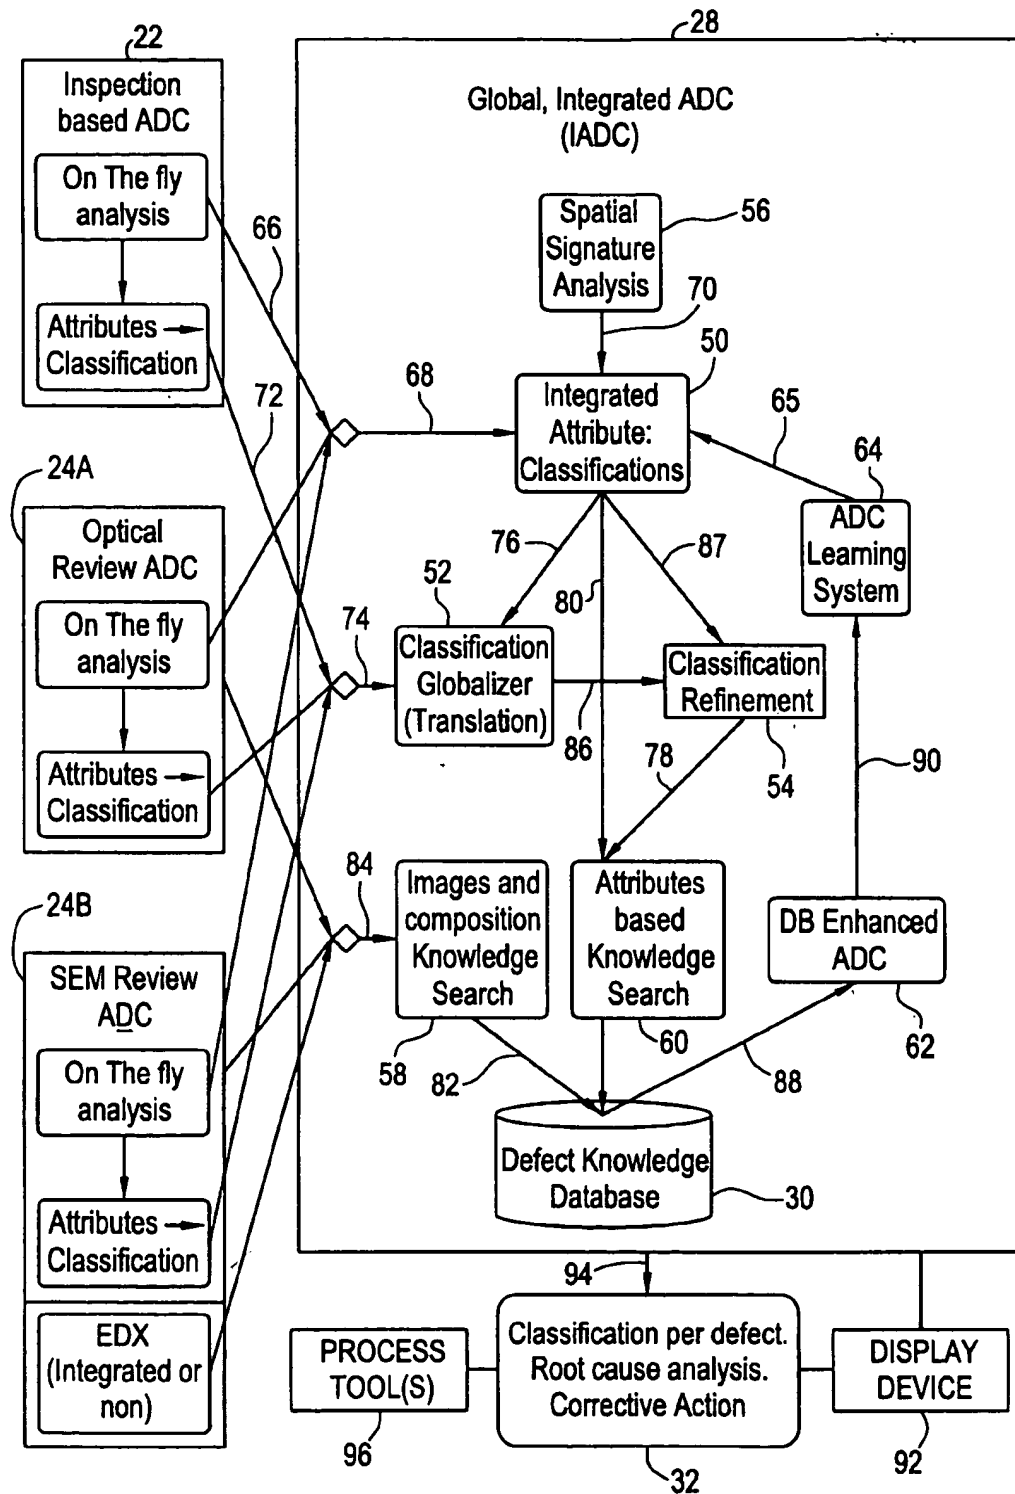 22
Inspection
based ADC
On The fly
analysis
Attributes →
Classification
66
72
28
Global, Integrated ADC
(IADC)
Spatial
Signature
Analysis
56
70
50
68
Integrated
Attribute:
Classifications
65
64
ADC
Learning
System
24A
Optical
Review ADC
On The fly
analysis
Attributes →
Classification
76
80
87
52
74
Classification
Globalizer
(Translation)
86
Classification
Refinement
54
78
90
24B
SEM Review
ADC
On The fly
analysis
Attributes →
Classification
EDX
(Integrated or
non)
84
Images and
composition
Knowledge
Search
58
82
Attributes
based
Knowledge
Search
60
DB Enhanced
ADC
62
88
Defect Knowledge
Database
30
94
PROCESS
TOOL(S)
96
Classification per defect.
Root cause analysis.
Corrective Action
32
DISPLAY
DEVICE
92